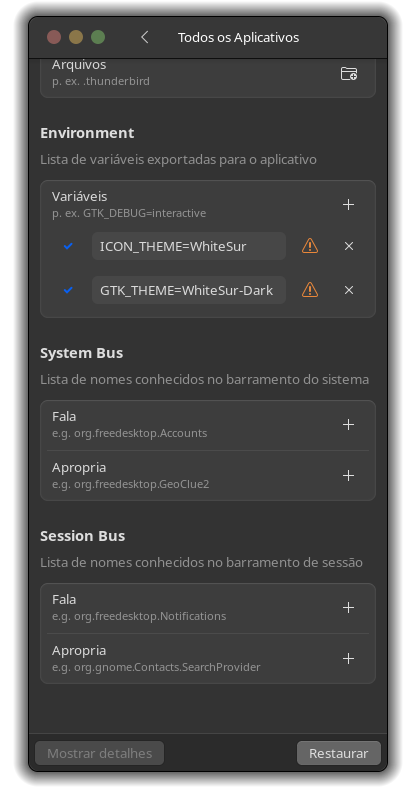 Todos os Aplicativos
Arquivos
p. ex. .thunderbird
Environment
Lista de variáveis exportadas para o aplicativo
Variáveis
p. ex. GTK_DEBUG=interactive
ICON_THEME=WhiteSur
GTK_THEME=WhiteSur-Dark
System Bus
Lista de nomes conhecidos no barramento do sistema
Fala
e.g. org.freedesktop.Accounts
Apropria
e.g. org.freedesktop.GeoClue2
Session Bus
Lista de nomes conhecidos no barramento de sessão
Fala
e.g. org.freedesktop.Notifications
Apropria
e.g. org.gnome.Contacts.SearchProvider
Mostrar detalhes
Restaurar